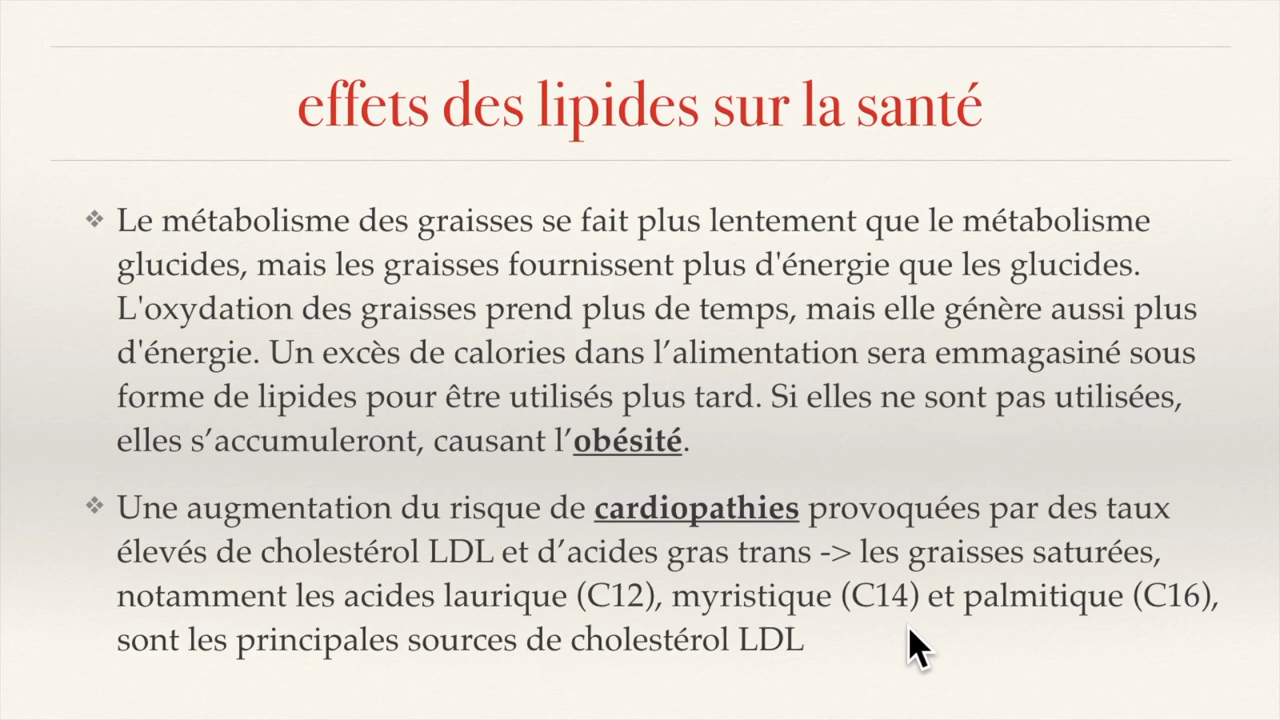 effets des lipides sur la santé
❖ Le métabolisme des graisses se fait plus lentement que le métabolisme
glucides, mais les graisses fournissent plus d'énergie que les glucides.
L'oxydation des graisses prend plus de temps, mais elle génère aussi plus
d'énergie. Un excès de calories dans l’alimentation sera emmagasiné sous
forme de lipides pour être utilisés plus tard. Si elles ne sont pas utilisées,
elles s’accumuleront, causant l’obésité.
❖ Une augmentation du risque de cardiopathies provoquées par des taux
élevés de cholestérol LDL et d’acides gras trans -> les graisses saturées,
notamment les acides laurique (C12), myristique (C14) et palmitique (C16),
sont les principales sources de cholestérol LDL